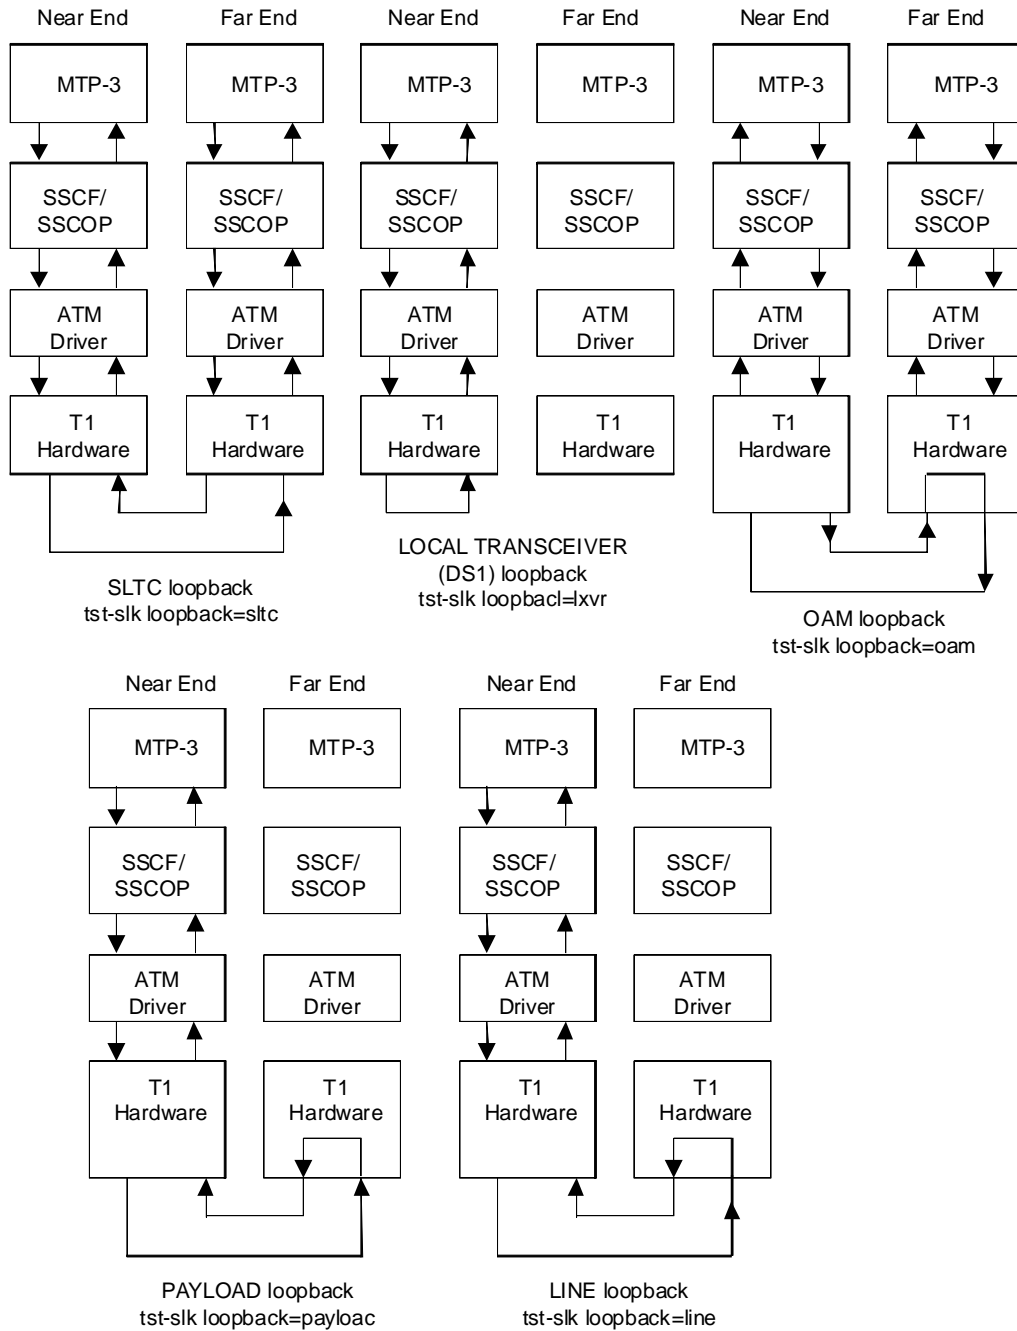 Near End
Far End
Near End
Far End
Near End
Far End
MTP-3
MTP-3
MTP-3
MTP-3
MTP-3
MTP-3
SSCF/
SSCOP
SSCF/
SSCOP
SSCF/
SSCOP
SSCF/
SSCOP
SSCF/
SSCOP
SSCF/
SSCOP
ATM
Driver
ATM
Driver
ATM
Driver
ATM
Driver
ATM
Driver
ATM
Driver
T1
Hardware
T1
Hardware
T1
Hardware
T1
Hardware
T1
Hardware
T1
Hardware
SLTC loopback
tst-slk loopback=sltc
LOCAL TRANSCEIVER
(DS1) loopback
tst-slk loopbacl=lxvr
OAM loopback
tst-slk loopback=oam
Near End
Far End
Near End
Far End
MTP-3
MTP-3
MTP-3
MTP-3
SSCF/
SSCOP
SSCF/
SSCOP
SSCF/
SSCOP
SSCF/
SSCOP
ATM
Driver
ATM
Driver
ATM
Driver
ATM
Driver
T1
Hardware
T1
Hardware
T1
Hardware
T1
Hardware
PAYLOAD loopback
tst-slk loopback=payloac
LINE loopback
tst-slk loopback=line